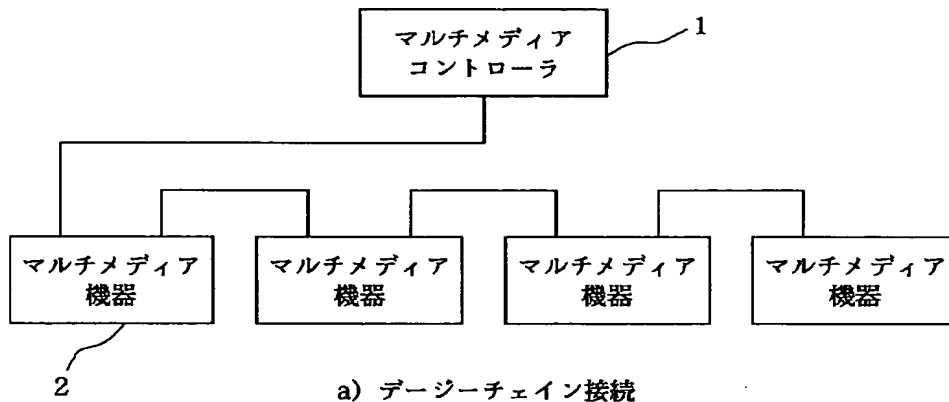 マルチメディア
コントローラ
1
マルチメディア
機器
マルチメディア
機器
マルチメディア
機器
マルチメディア
機器
2
a) デージーチェイン接続